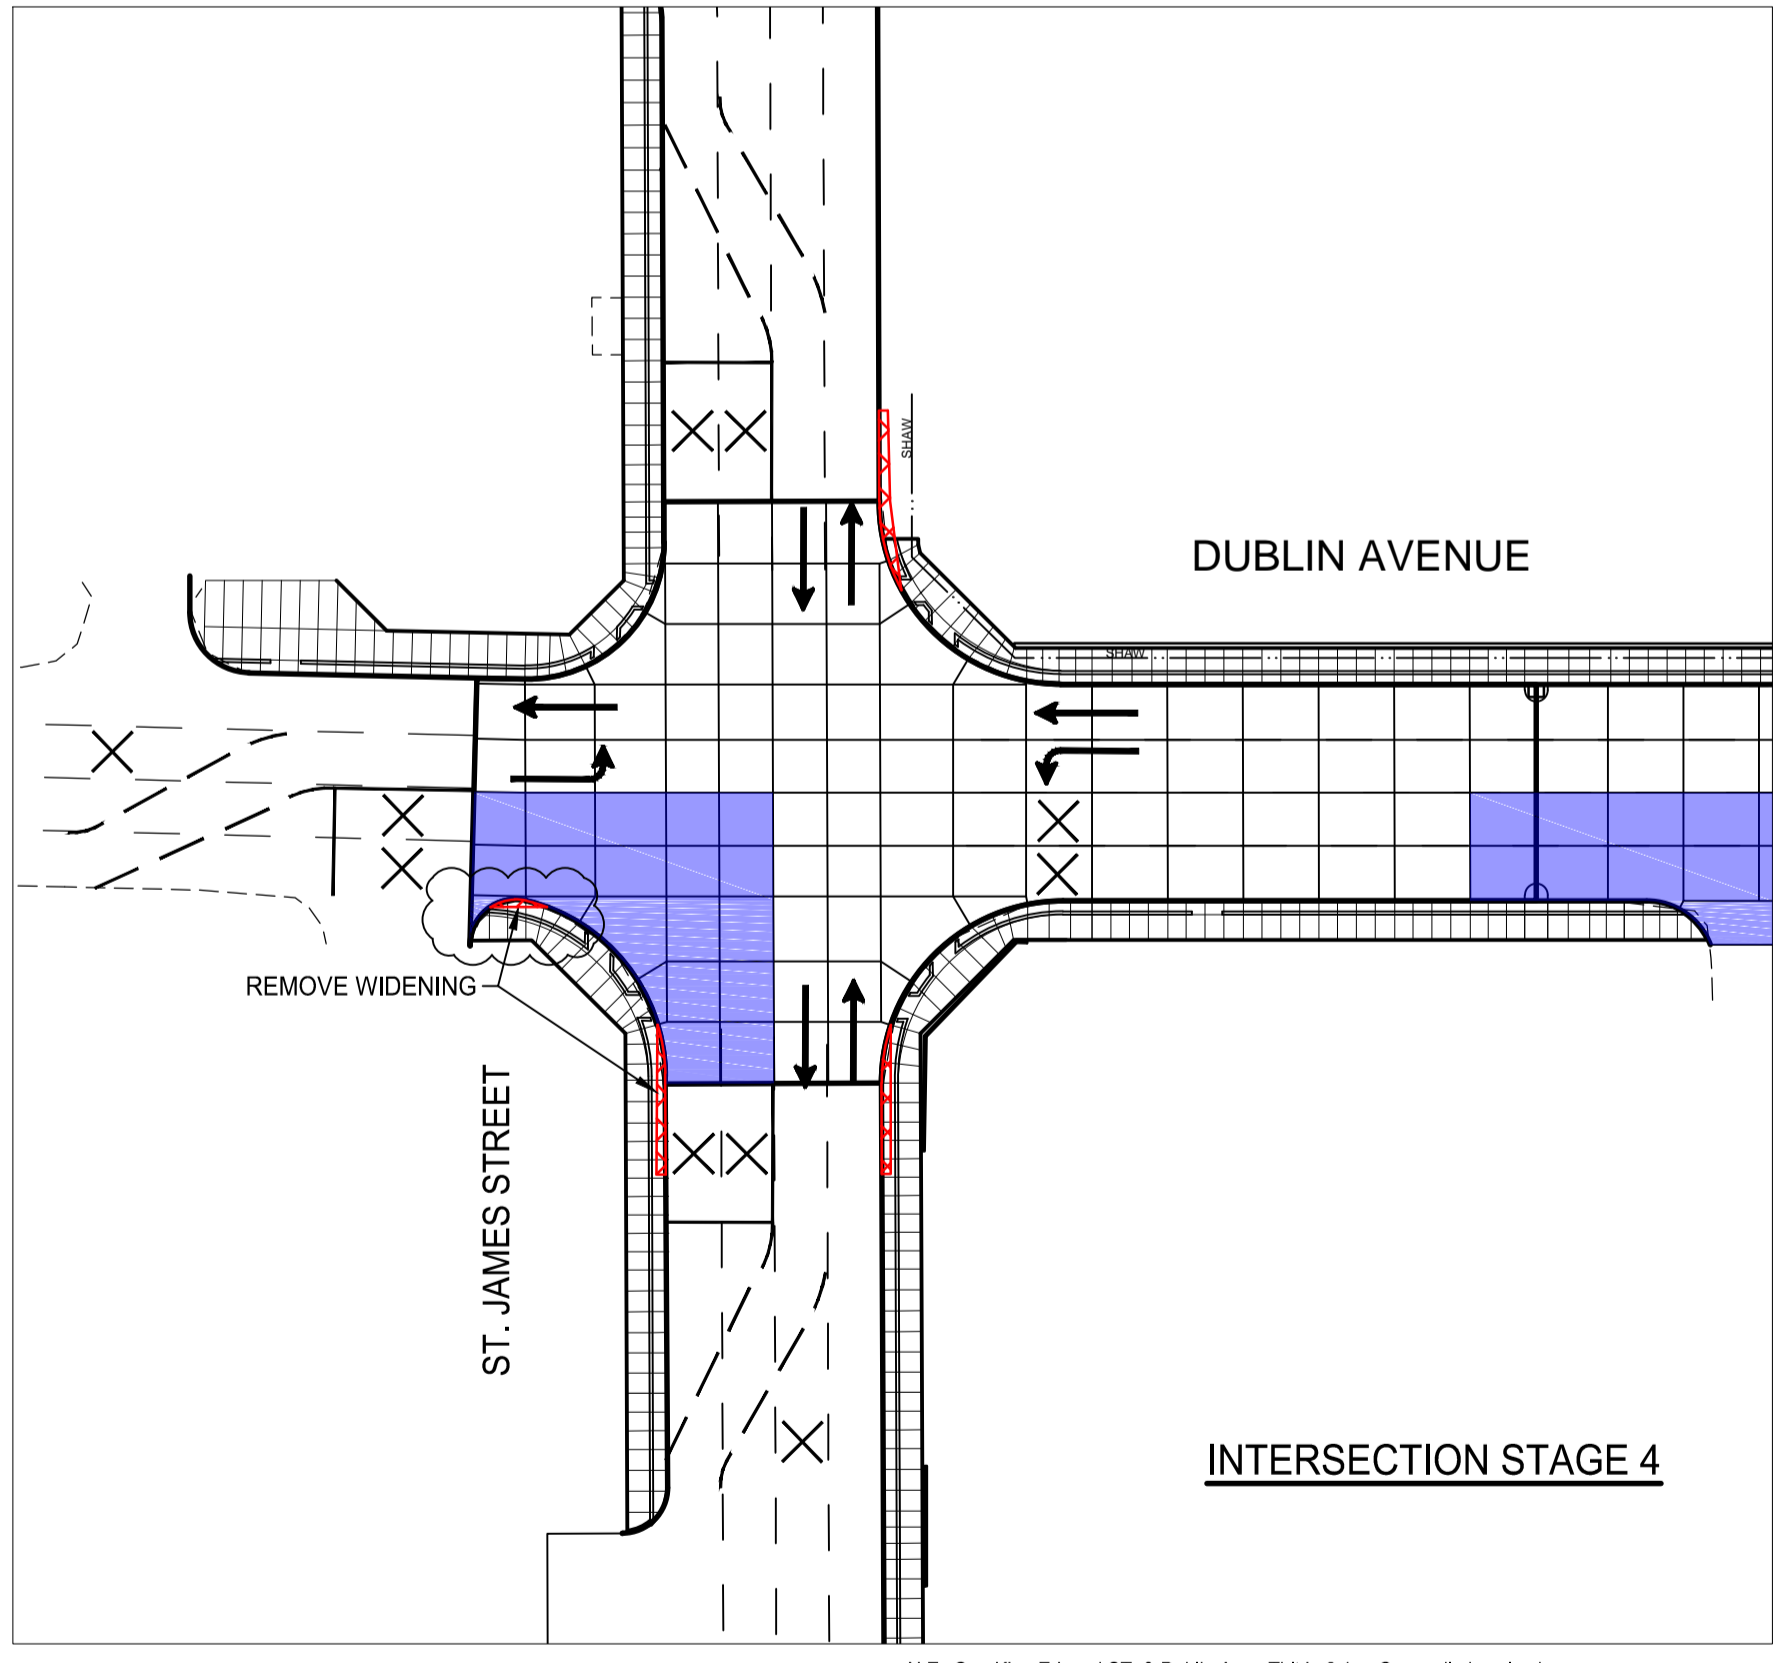 SHAW
DUBLIN AVENUE
SHAW
REMOVE WIDENING
ST. JAMES STREET
INTERSECTION STAGE 4